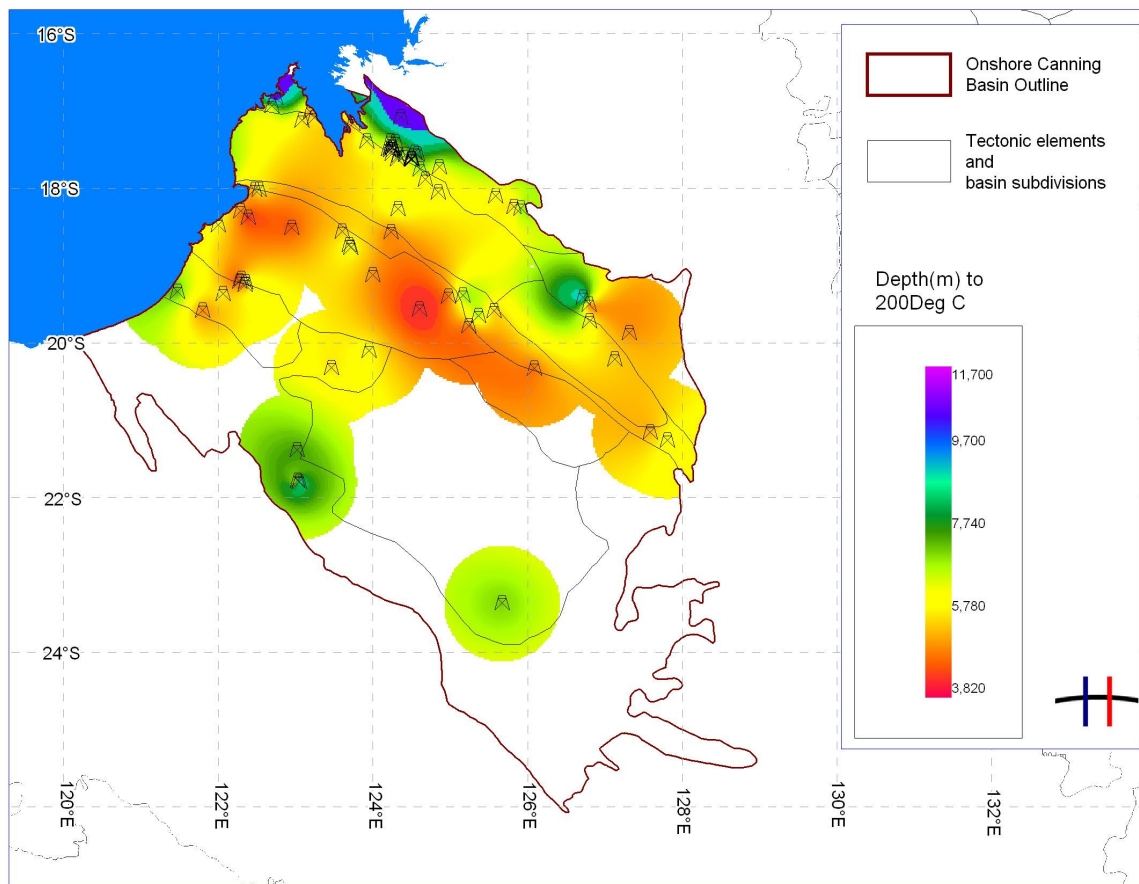 16°S
18°S
20°S
22°S
24°S
120°E
122°E
124°E
126°E
128°E
130°E
132°E
Onshore Canning
Basin Outline
Tectonic elements
and
basin subdivisions
Depth(m) to
200Deg C
11,700
9,700
7,740
5,780
3,820